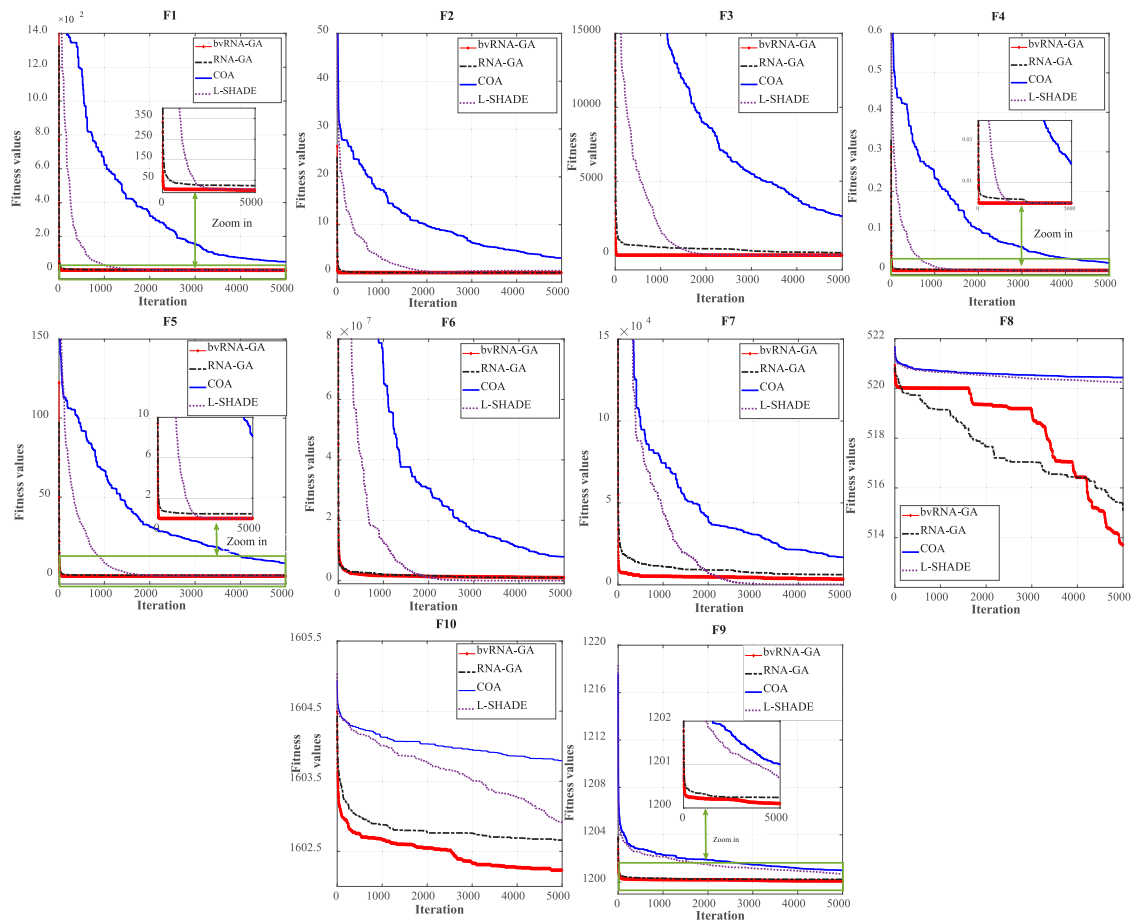 F1
× 10 2
14.0
12.0
10.0
8.0
6.0
4.0
2.0
0
Fitness values
bvRNA-GA
RNA-GA
COA
L-SHADE
350
250
150
50
0 5000
Zoom in
0 1000 2000 3000 4000 5000
Iteration
F2
50
40
30
20
10
0
Fitness values
bvRNA-GA
RNA-GA
COA
L-SHADE
0 1000 2000 3000 4000 5000
Iteration
F3
15000
10000
5000
0
Fitness
values
bvRNA-GA
RNA-GA
COA
L-SHADE
0 1000 2000 3000 4000 5000
Iteration
F4
0.6
0.5
0.4
0.3
0.2
0.1
0
Fitness values
bvRNA-GA
RNA-GA
COA
L-SHADE
0.03
0.01
0 5000
Zoom in
0 1000 2000 3000 4000 5000
Iteration
F5
150
100
50
0
Fitness values
bvRNA-GA
RNA-GA
COA
L-SHADE
10
8
6
4
2
0 5000
Zoom in
0 1000 2000 3000 4000 5000
Iteration
F6
× 10 7
8
6
4
2
0
Fitness values
bvRNA-GA
RNA-GA
COA
L-SHADE
0 1000 2000 3000 4000 5000
Iteration
F7
× 10 4
15
10
5
0
Fitness values
bvRNA-GA
RNA-GA
COA
L-SHADE
0 1000 2000 3000 4000 5000
Iteration
F8
522
520
518
516
514
Fitness values
bvRNA-GA
RNA-GA
COA
L-SHADE
0 1000 2000 3000 4000 5000
Iteration
F10
1605.5
1604.5
1603.5
1602.5
Fitness
values
bvRNA-GA
RNA-GA
COA
L-SHADE
0 1000 2000 3000 4000 5000
Iteration
F9
1220
1216
1212
1208
1204
1200
Fitness values
bvRNA-GA
RNA-GA
COA
L-SHADE
1202
1201
1200
0 5000
Zoom in
0 1000 2000 3000 4000 5000
Iteration